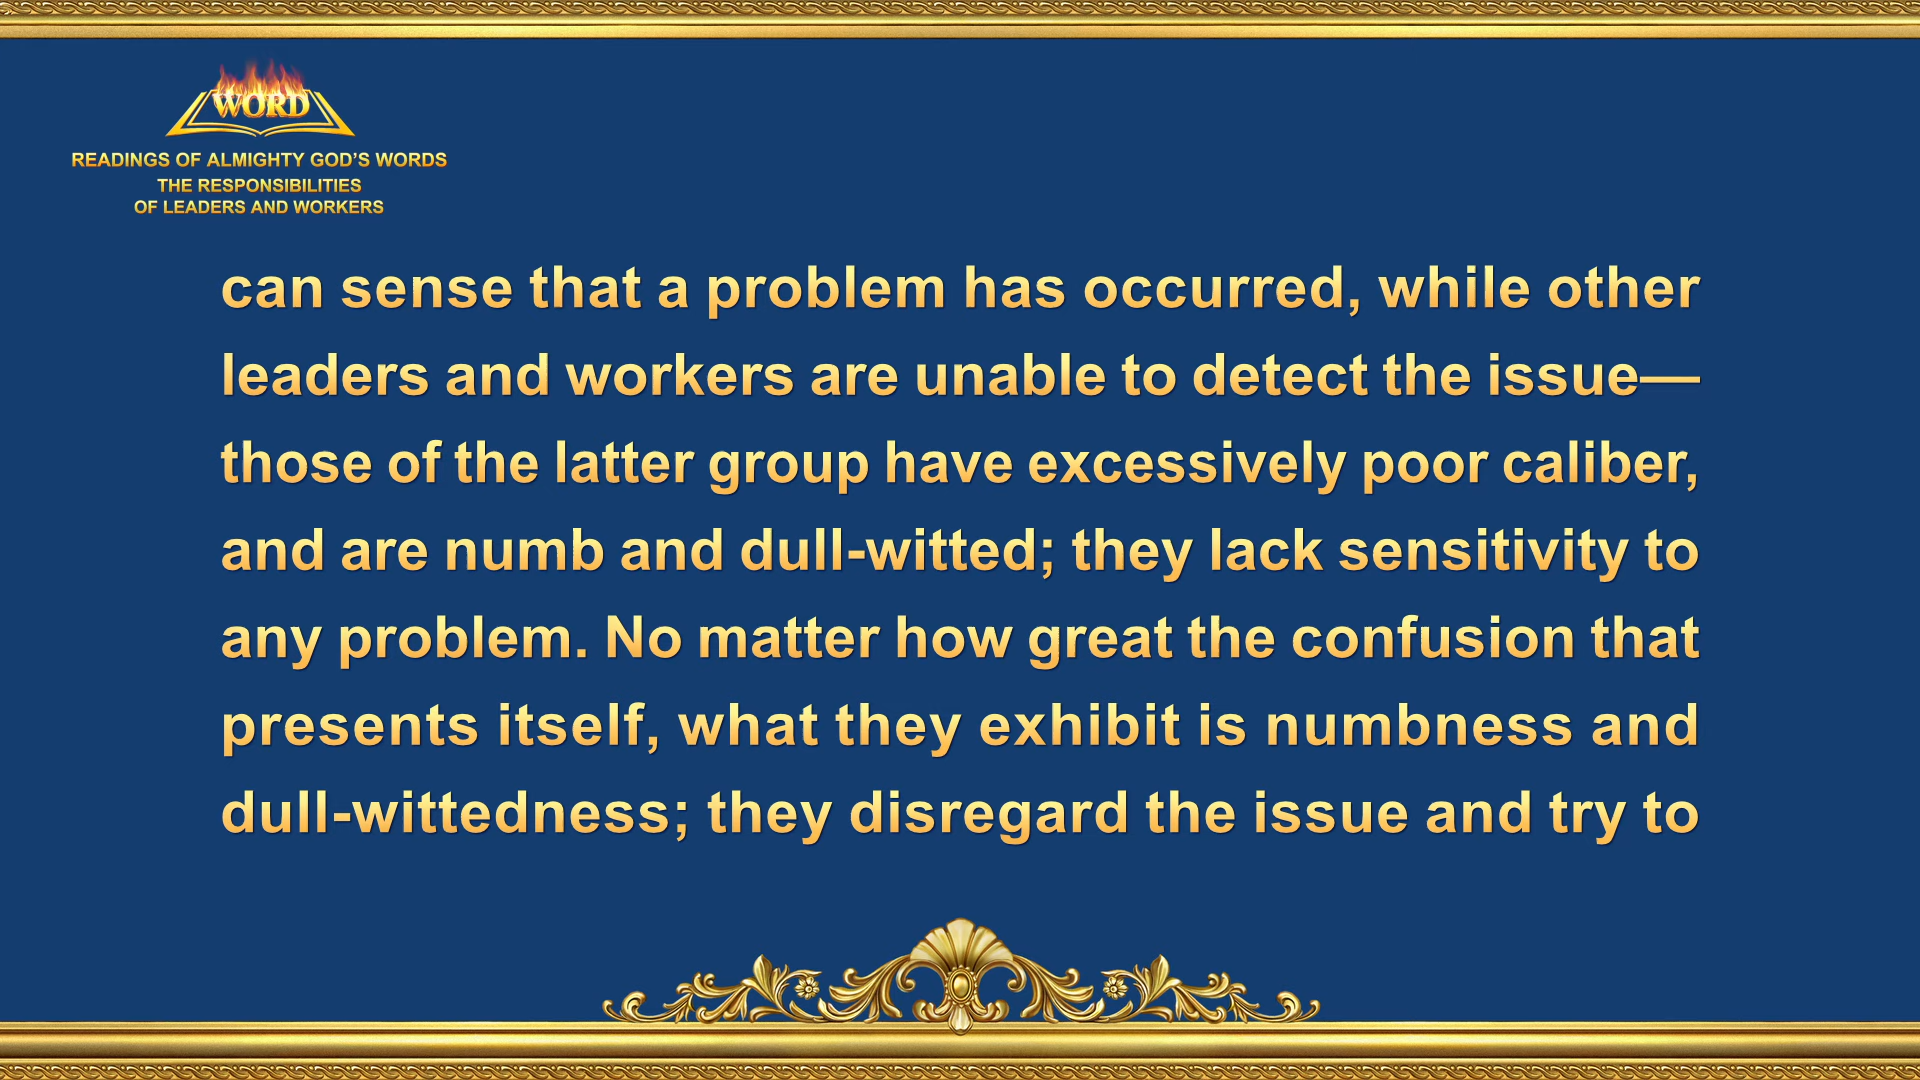 WORD
READINGS OF ALMIGHTY GOD’S WORDS
THE RESPONSIBILITIES
OF LEADERS AND WORKERS
can sense that a problem has occurred, while other
leaders and workers are unable to detect the issue—
those of the latter group have excessively poor caliber,
and are numb and dull-witted; they lack sensitivity to
any problem. No matter how great the confusion that
presents itself, what they exhibit is numbness and
dull-wittedness; they disregard the issue and try to